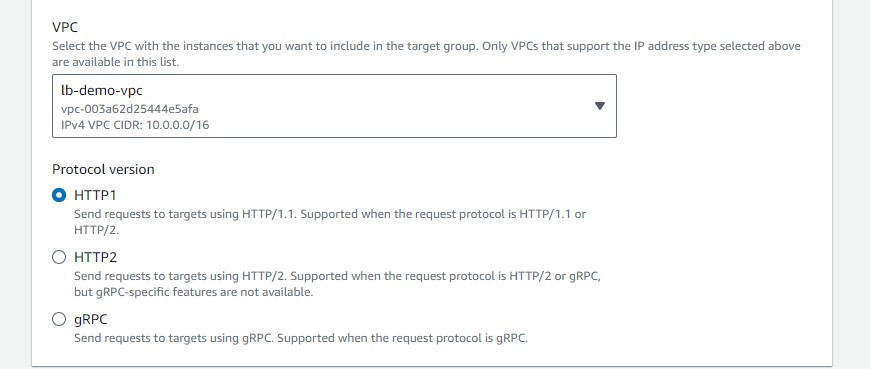 VPC
Select the VPC with the instances that you want to include in the target group. Only VPCs that support the IP address type selected above
are available in this list.
lb-demo-vpc
vpc-003a62d25444e5afa
IPv4 VPC CIDR: 10.0.0.0/16
Protocol version
HTTP1
Send requests to targets using HTTP/1.1. Supported when the request protocol is HTTP/1.1 or
HTTP/2.
HTTP2
Send requests to targets using HTTP/2. Supported when the request protocol is HTTP/2 or gRPC,
but gRPC-specific features are not available.
gRPC
Send requests to targets using gRPC. Supported when the request protocol is gRPC.